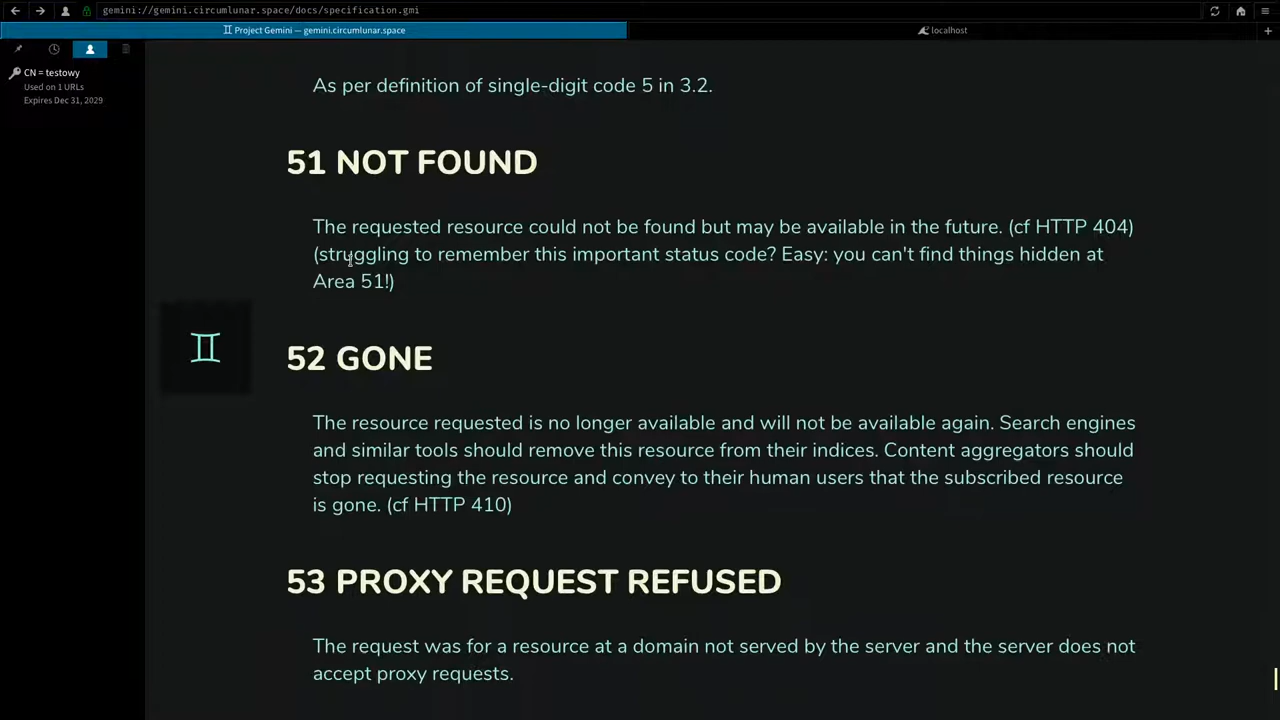 gemini://gemini.circumlunar.space/docs/specification.gmi
♊ Project Gemini — gemini.circumlunar.space
localhost
CN = testowy
Used on 1 URLs
Expires Dec 31, 2029
As per definition of single-digit code 5 in 3.2.
51 NOT FOUND
The requested resource could not be found but may be available in the future. (cf HTTP 404)
(struggling to remember this important status code? Easy: you can't find things hidden at
Area 51!)
♊
52 GONE
The resource requested is no longer available and will not be available again. Search engines
and similar tools should remove this resource from their indices. Content aggregators should
stop requesting the resource and convey to their human users that the subscribed resource
is gone. (cf HTTP 410)
53 PROXY REQUEST REFUSED
The request was for a resource at a domain not served by the server and the server does not
accept proxy requests.